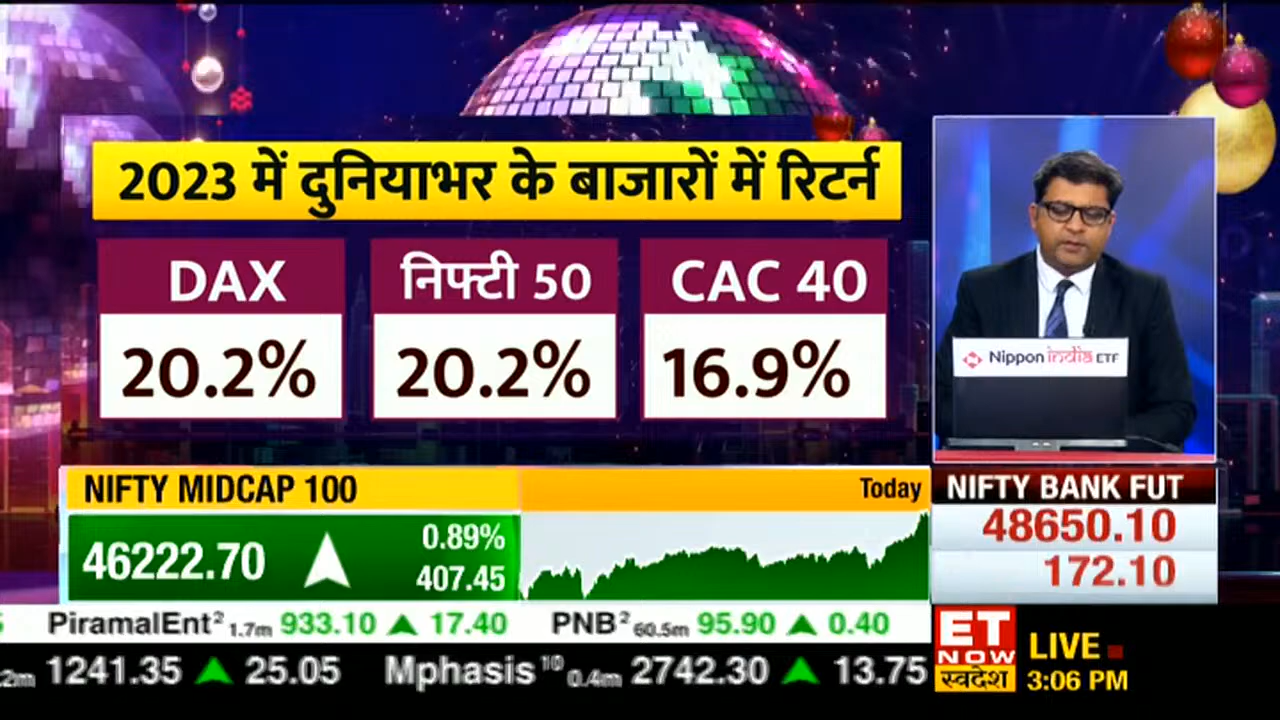 2023 में दुनियाभर के बाजारों में रिटर्न
DAX
20.2%
निफ्टी 50
20.2%
CAC 40
16.9%
Nippon india ETF
NIFTY MIDCAP 100
Today
46222.70
0.89%
407.45
NIFTY BANK FUT
48650.10
172.10
PiramalEnt² 1.7m 933.10 ▲ 17.40 PNB² 60.5m 95.90 ▲ 0.40
1241.35 ▲ 25.05 Mphasis¹⁰ 0.4m 2742.30 ▲ 13.75
ET
NOW
स्वदेश
LIVE
3:06 PM